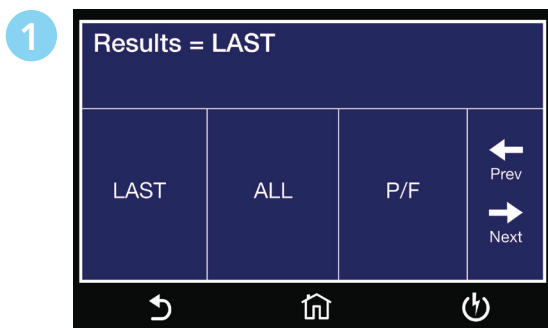 1
Results = LAST
LAST
ALL
P/F
Prev
Next